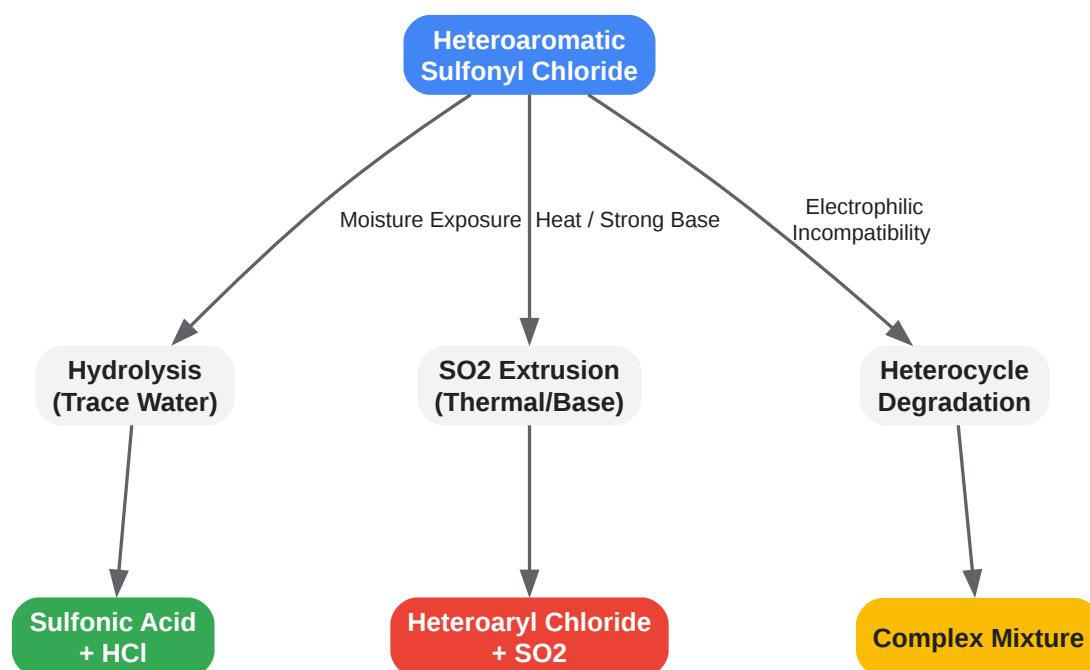 Heteroaromatic
Sulfonyl Chloride
Moisture Exposure
Heat / Strong Base
Electrophilic
Incompatibility
Hydrolysis
(Trace Water)
SO2 Extrusion
(Thermal/Base)
Heterocycle
Degradation
Sulfonic Acid
+ HCl
Heteroaryl Chloride
+ SO2
Complex Mixture